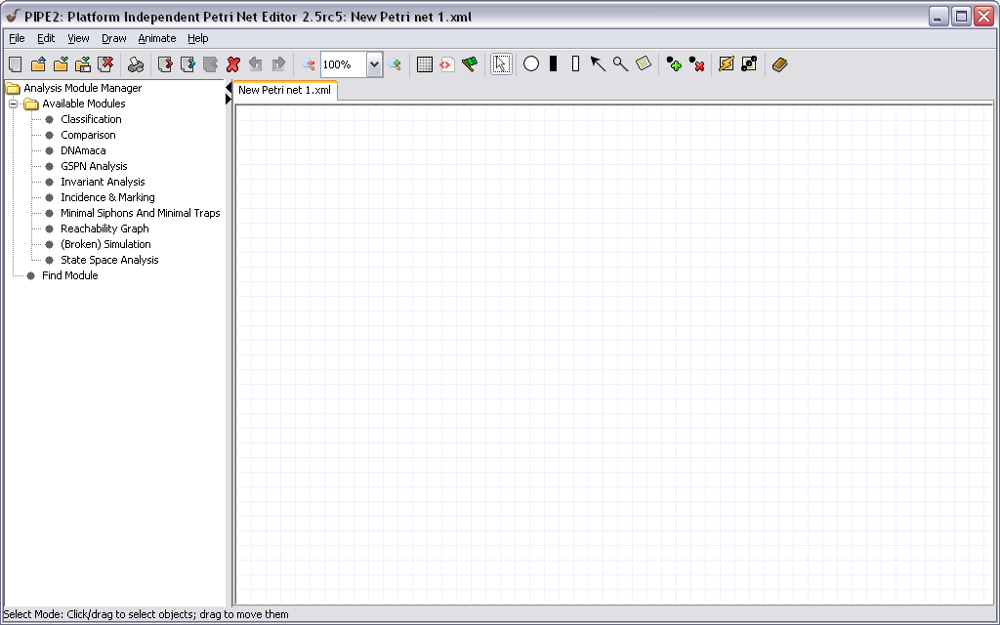 PIPE2: Platform Independent Petri Net Editor 2.5rc5: New Petri net 1.xml
File Edit View Draw Animate Help
100%
Analysis Module Manager
New Petri net 1.xml
Available Modules
Classification
Comparison
DNAmaca
GSPN Analysis
Invariant Analysis
Incidence & Marking
Minimal Siphons And Minimal Traps
Reachability Graph
(Broken) Simulation
State Space Analysis
Find Module
Select Mode: Click/drag to select objects; drag to move them